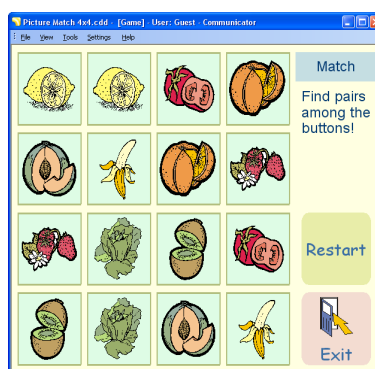 Picture Match 4x4.cdd - [Game] - User: Guest - Communicator
File View Tools Settings Help
Match
Find pairs
among the
buttons!
Restart
Exit